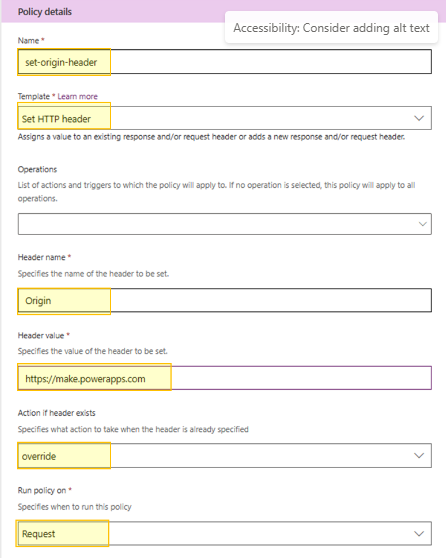 Policy details
Accessibility: Consider adding alt text
Name *
set-origin-header
Template * Learn more
Set HTTP header
Assigns a value to an existing response and/or request header or adds a new response and/or request header.
Operations
List of actions and triggers to which the policy will apply to. If no operation is selected, this policy will apply to all
operations.
Header name *
Specifies the name of the header to be set.
Origin
Header value *
Specifies the value of the header to be set.
https://make.powerapps.com
Action if header exists
Specifies what action to take when the header is already specified
override
Run policy on *
Specifies when to run this policy
Request